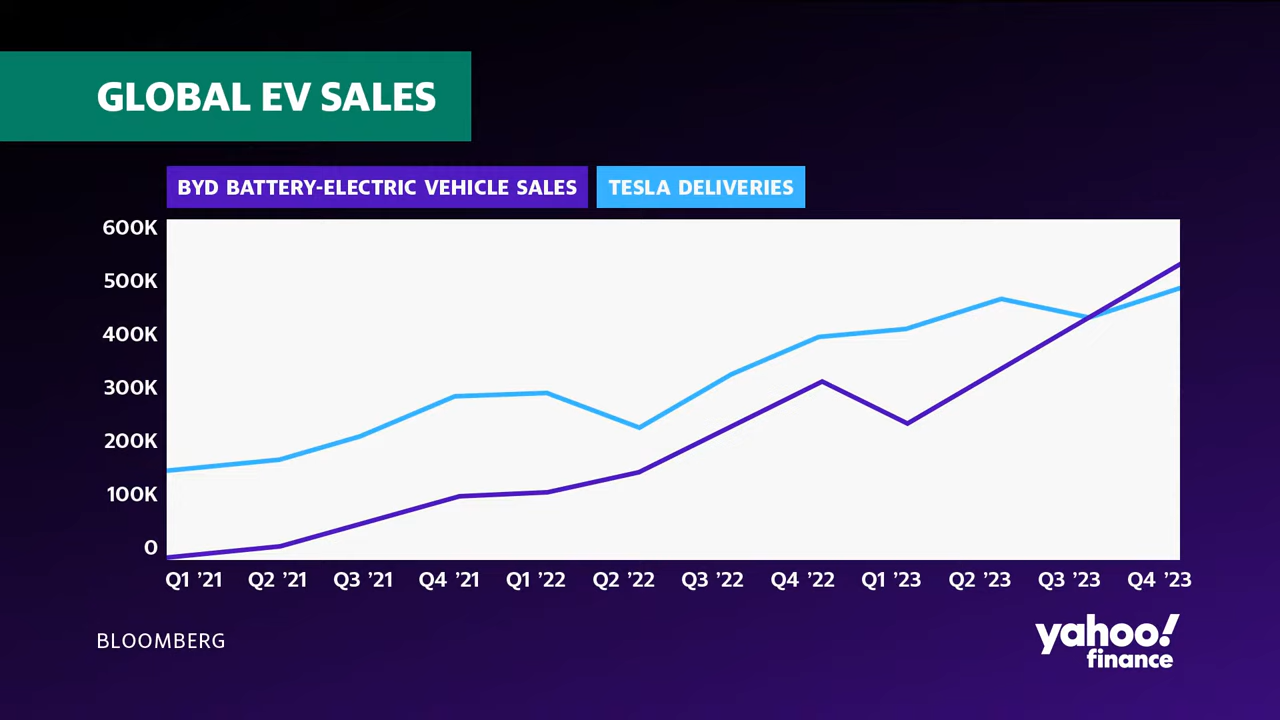 GLOBAL EV SALES
BYD BATTERY-ELECTRIC VEHICLE SALES TESLA DELIVERIES
600K
500K
400K
300K
200K
100K
0
Q1 ’21 Q2 ’21 Q3 ’21 Q4 ’21 Q1 ’22 Q2 ’22 Q3 ’22 Q4 ’22 Q1 ’23 Q2 ’23 Q3 ’23 Q4 ’23
BLOOMBERG
yahoo!
finance